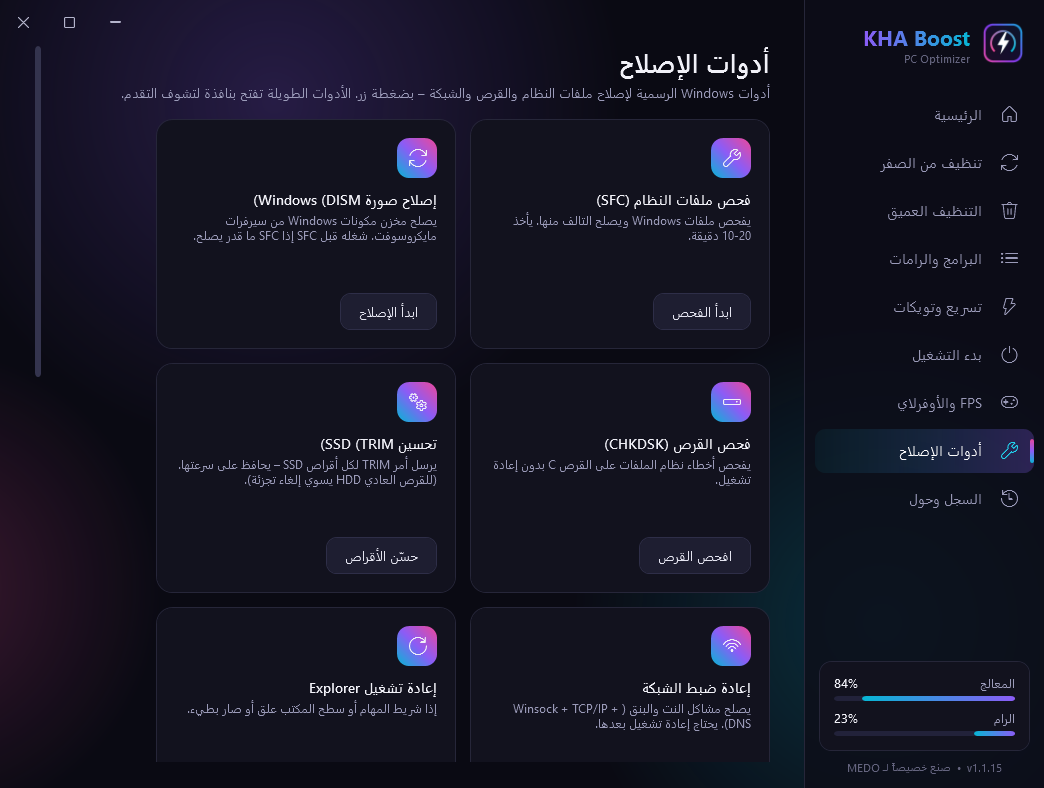 KHA Boost
PC Optimizer
الرئيسية
تنظيف من الصفر
التنظيف العميق
البرامج والرامات
تسريع وتويكات
بدء التشغيل
FPS والأوفرلاي
أدوات الإصلاح
السجل وحول
المعالج 84%
الرام 23%
v1.1.15 • صنع خصيصاً لـ MEDO
أدوات الإصلاح
أدوات Windows الرسمية لإصلاح ملفات النظام والقرص والشبكة – بضغطة زر. الأدوات الطويلة تفتح بنافذة لتشوف التقدم.
فحص ملفات النظام (SFC)
يفحص ملفات Windows ويصلح التالف منها. يأخذ
10-20 دقيقة.
ابدأ الفحص
إصلاح صورة Windows (DISM)
يصلح مخزن مكونات Windows من سيرفرات
مايكروسوفت. شغله قبل SFC إذا SFC ما قدر يصلح.
ابدأ الإصلاح
فحص القرص (CHKDSK)
يفحص أخطاء نظام الملفات على القرص C بدون إعادة
تشغيل.
افحص القرص
تحسين SSD (TRIM)
يرسل أمر TRIM لكل أقراص SSD – يحافظ على سرعتها.
(للقرص العادي HDD يسوي إلغاء تجزئة).
حسّن الأقراص
إعادة ضبط الشبكة
يصلح مشاكل النت والبنق (Winsock + TCP/IP +
DNS). يحتاج إعادة تشغيل بعدها.
إعادة تشغيل Explorer
إذا شريط المهام أو سطح المكتب علق أو صار بطيء.